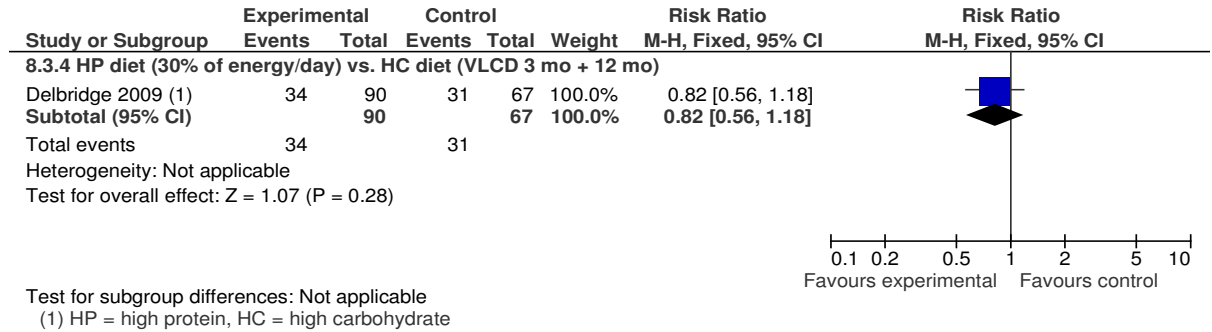 Experimental Control Risk Ratio Risk Ratio
Study or Subgroup Events Total Events Total Weight M-H, Fixed, 95% CI M-H, Fixed, 95% CI
8.3.4 HP diet (30% of energy/day) vs. HC diet (VLCD 3 mo + 12 mo)
Delbridge 2009 (1) 34 90 31 67 100.0% 0.82 [0.56, 1.18]
Subtotal (95% CI) 90 67 100.0% 0.82 [0.56, 1.18]
Total events 34 31
Heterogeneity: Not applicable
Test for overall effect: Z = 1.07 (P = 0.28)
0.1 0.2 0.5 1 2 5 10
Favours experimental Favours control
Test for subgroup differences: Not applicable
(1) HP = high protein, HC = high carbohydrate